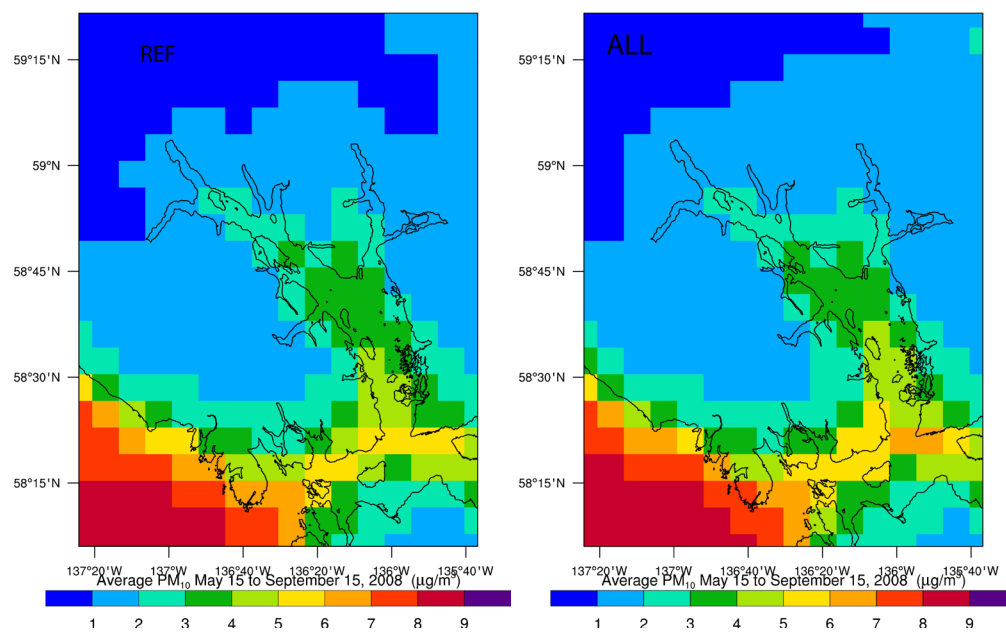 REF
59°15'N
59°N
58°45'N
58°30'N
58°15'N
137°20'W 137°W 136°40'W 136°20'W 136°W 135°40'W
Average PM₁₀ May 15 to September 15, 2008 (μg/m³)
1 2 3 4 5 6 7 8 9
ALL
59°15'N
59°N
58°45'N
58°30'N
58°15'N
137°20'W 137°W 136°40'W 136°20'W 136°W 135°40'W
Average PM₁₀ May 15 to September 15, 2008 (μg/m³)
1 2 3 4 5 6 7 8 9